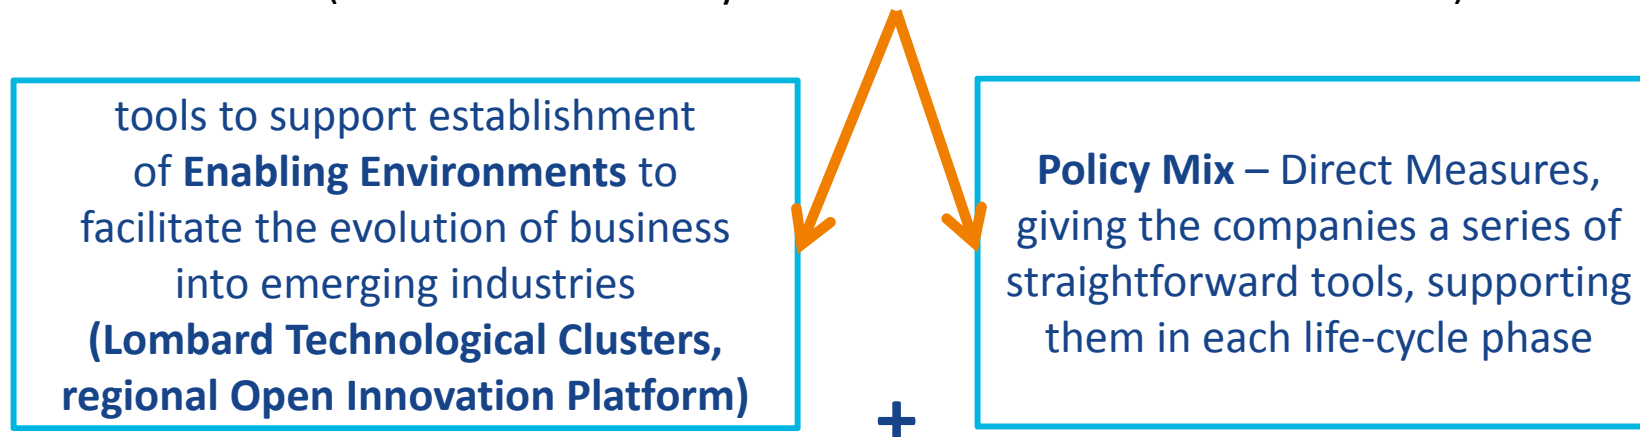 tools to support establishment
of Enabling Environments to
facilitate the evolution of business
into emerging industries
(Lombard Technological Clusters,
regional Open Innovation Platform)
Policy Mix – Direct Measures,
giving the companies a series of
straightforward tools, supporting
them in each life-cycle phase
+